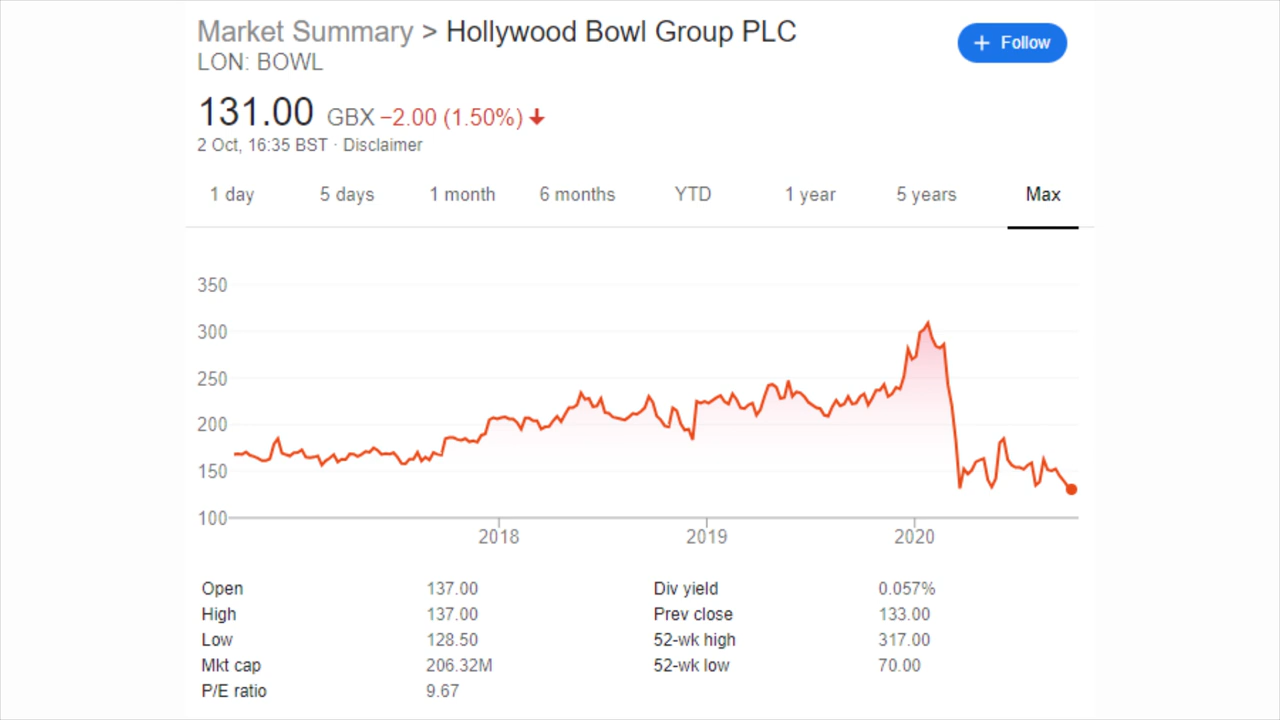 Market Summary > Hollywood Bowl Group PLC
LON: BOWL
+ Follow
131.00 GBX −2.00 (1.50%)
2 Oct, 16:35 BST · Disclaimer
1 day 5 days 1 month 6 months YTD 1 year 5 years Max
350
300
250
200
150
100
2018 2019 2020
Open 137.00 Div yield 0.057%
High 137.00 Prev close 133.00
Low 128.50 52-wk high 317.00
Mkt cap 206.32M 52-wk low 70.00
P/E ratio 9.67